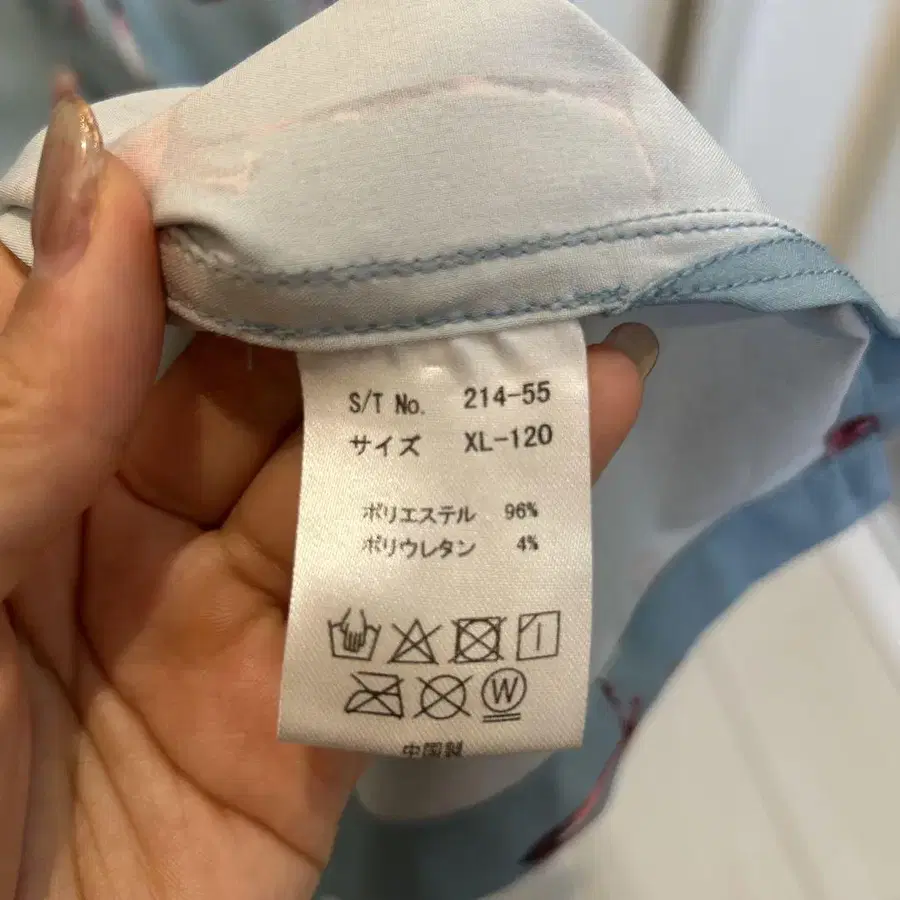 S/T No. 214-55
サイズ XL-120
ポリエステル 96%
ポリウレタン 4%
W
中国製